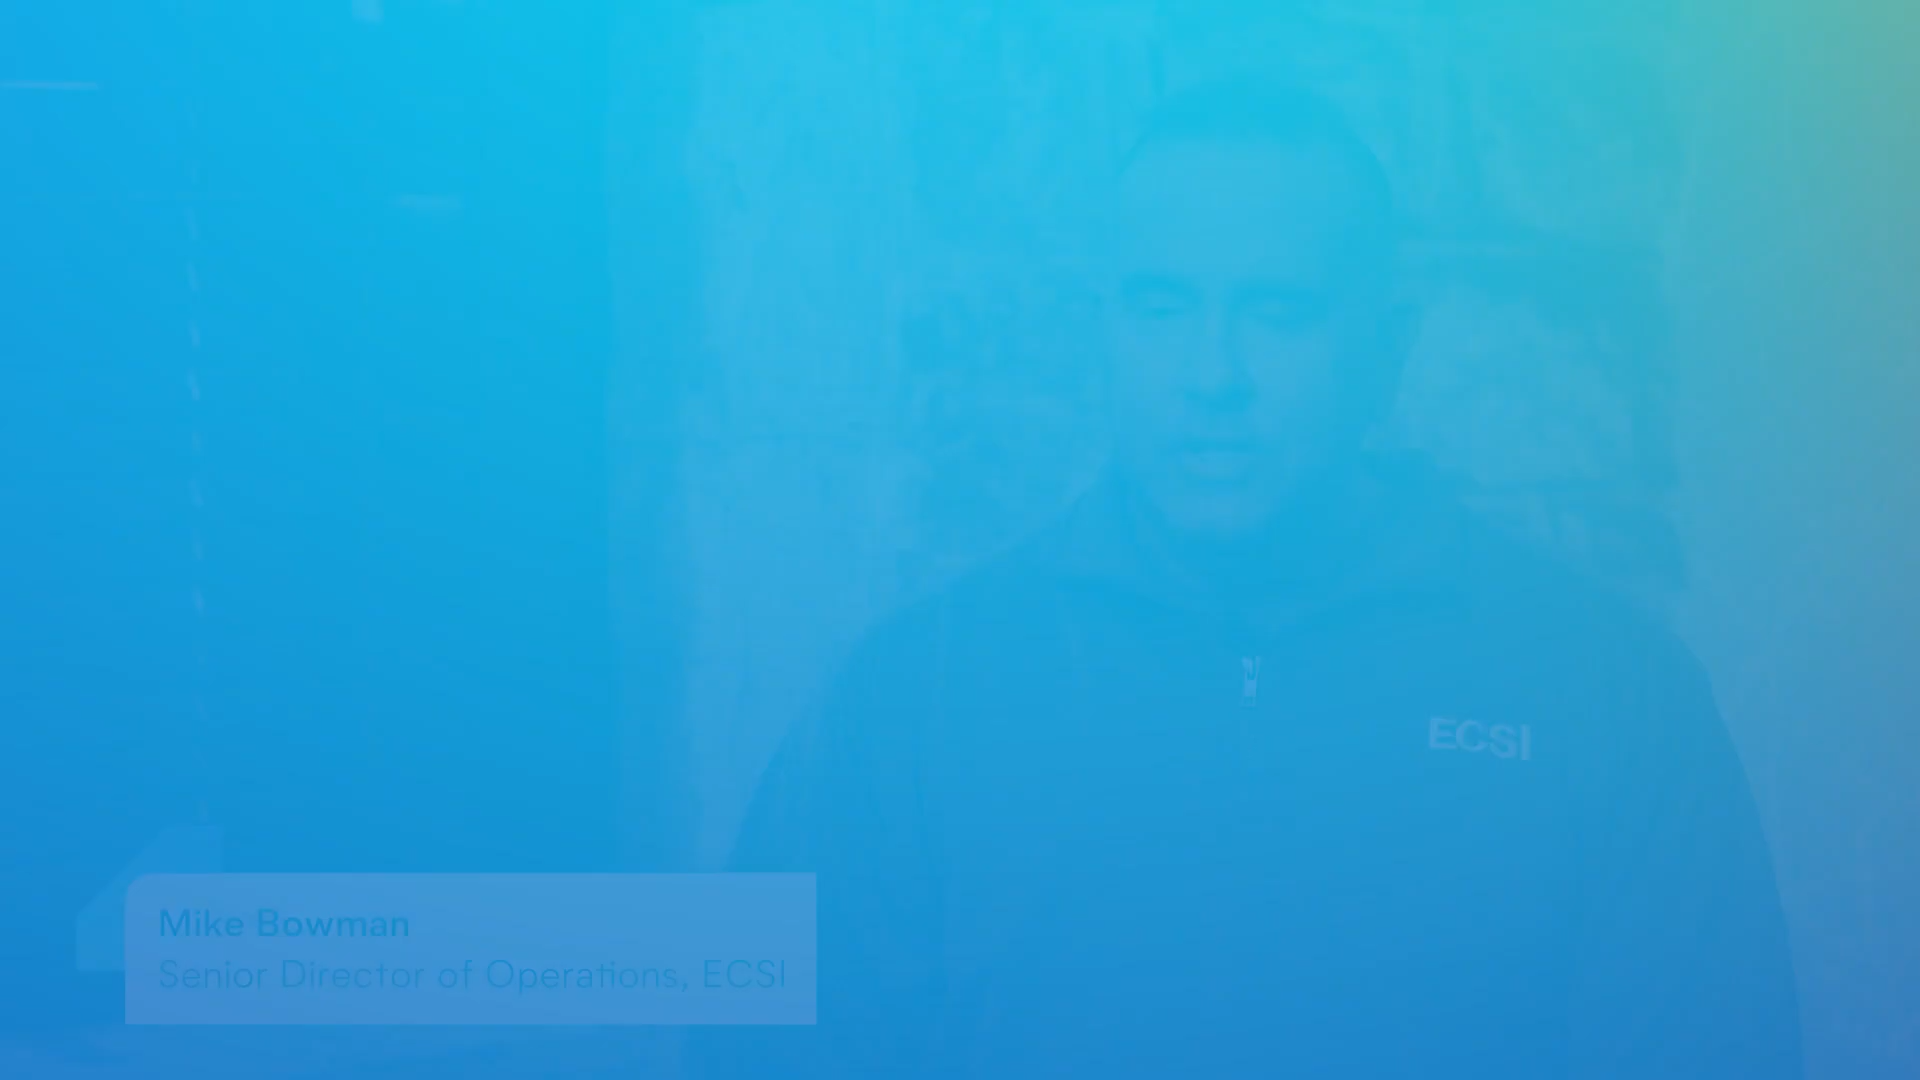 ECSI
Mike Bowman
Senior Director of Operations, ECSI